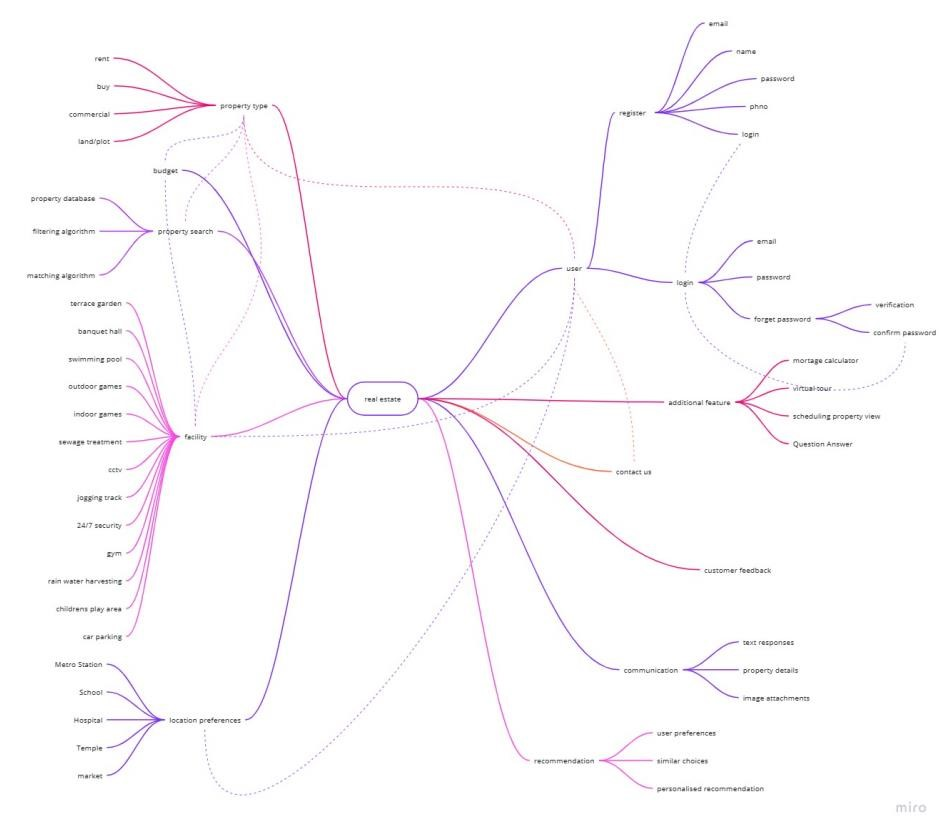 real estate
property type
rent
buy
commercial
land/plot
budget
property search
property database
filtering algorithm
matching algorithm
facility
terrace garden
banquet hall
swimming pool
outdoor games
indoor games
sewage treatment
cctv
jogging track
24/7 security
gym
rain water harvesting
childrens play area
car parking
location preferences
Metro Station
School
Hospital
Temple
market
user
register
email
name
password
phno
login
login
email
password
forget password
verification
confirm password
additional feature
mortage calculator
virtual tour
scheduling property view
Question Answer
contact us
customer feedback
communication
text responses
property details
image attachments
recommendation
user preferences
similar choices
personalised recommendation
miro